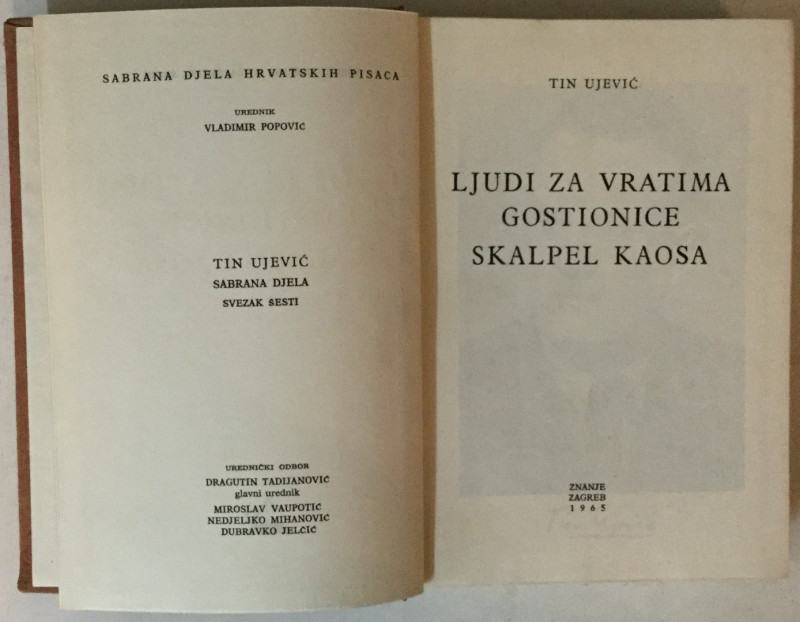 SABRANA DJELA HRVATSKIH PISACA
UREDNIK
VLADIMIR POPOVIĆ
TIN UJEVIĆ
SABRANA DJELA
SVEZAK ŠESTI
UREDNIČKI ODBOR
DRAGUTIN TADIJANOVIĆ
glavni urednik
MIROSLAV VAUPOTIĆ
NEDJELJKO MIHANOVIĆ
DUBRAVKO JELČIĆ
TIN UJEVIĆ
LJUDI ZA VRATIMA
GOSTIONICE
SKALPEL KAOSA
ZNANJE
ZAGREB
1965